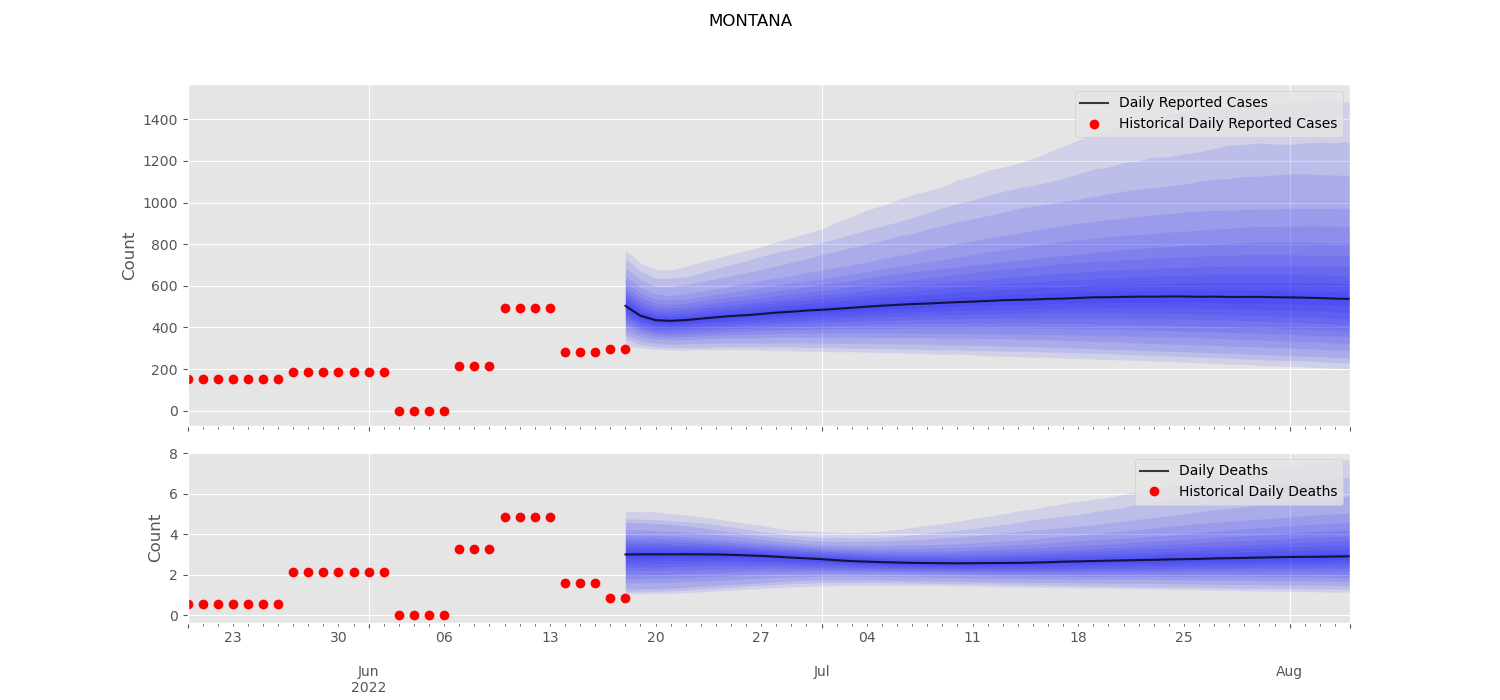 MONTANA
Daily Reported Cases
Historical Daily Reported Cases
Count
1400
1200
1000
800
600
400
200
0
Daily Deaths
Historical Daily Deaths
Count
8
6
4
2
0
23 30 06 13 20 27 04 11 18 25
Jun Jul Aug
2022